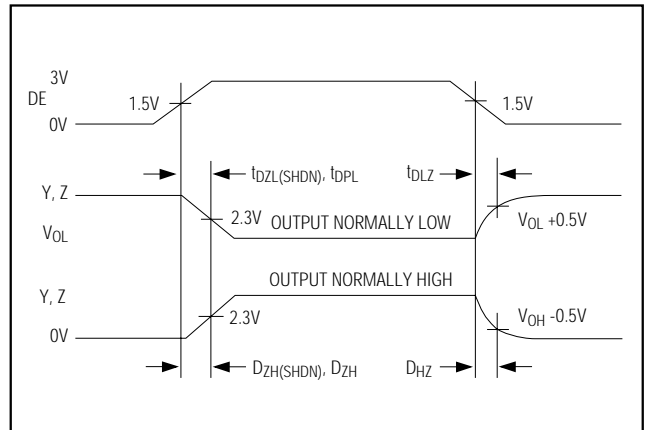 3V
DE
1.5V
1.5V
0V
tDZL(SHDN), tDPL
tDLZ
Y, Z
2.3V
OUTPUT NORMALLY LOW
VOL +0.5V
VOL
OUTPUT NORMALLY HIGH
Y, Z
2.3V
VOH -0.5V
0V
DZH(SHDN), DZH
DHZ